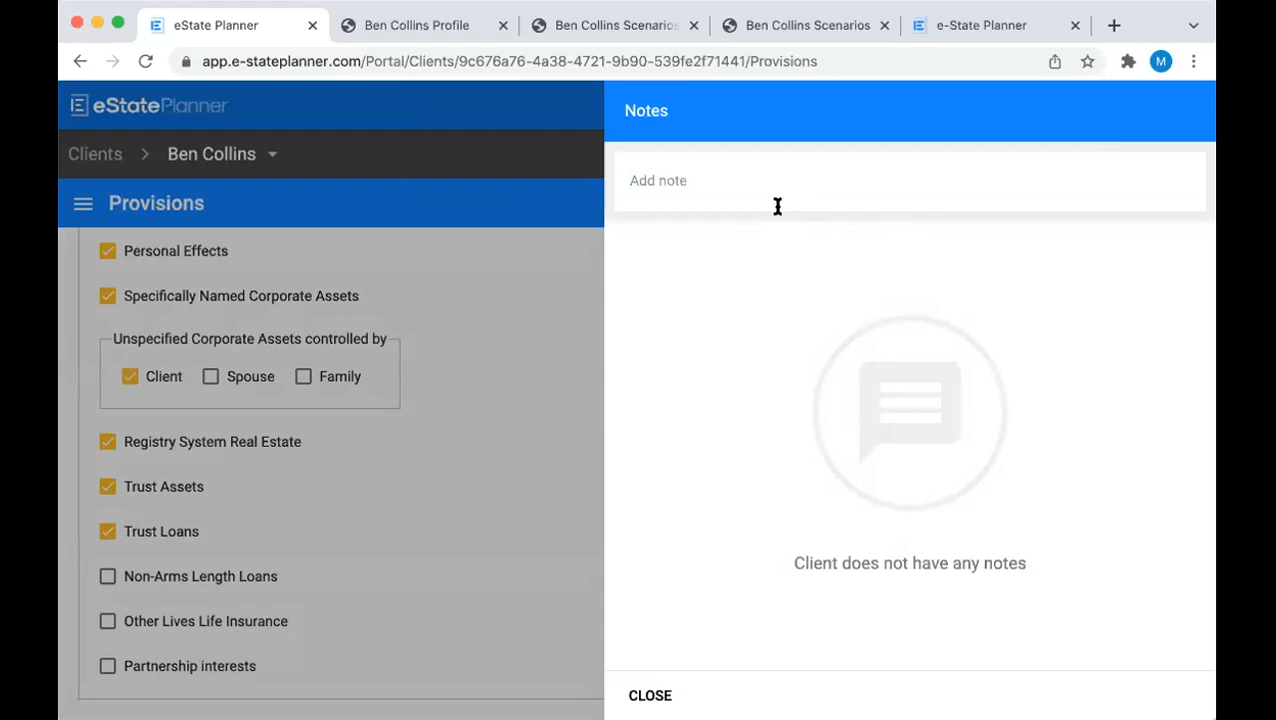 eState Planner
Ben Collins Profile
Ben Collins Scenarios
Ben Collins Scenarios
e-State Planner
app.e-stateplanner.com/Portal/Clients/9c676a76-4a38-4721-9b90-539fe2f71441/Provisions
M
eStatePlanner
Notes
Clients > Ben Collins
Add note
Provisions
Personal Effects
Specifically Named Corporate Assets
Unspecified Corporate Assets controlled by
Client Spouse Family
Registry System Real Estate
Trust Assets
Trust Loans
Client does not have any notes
Non-Arms Length Loans
Other Lives Life Insurance
Partnership interests
CLOSE